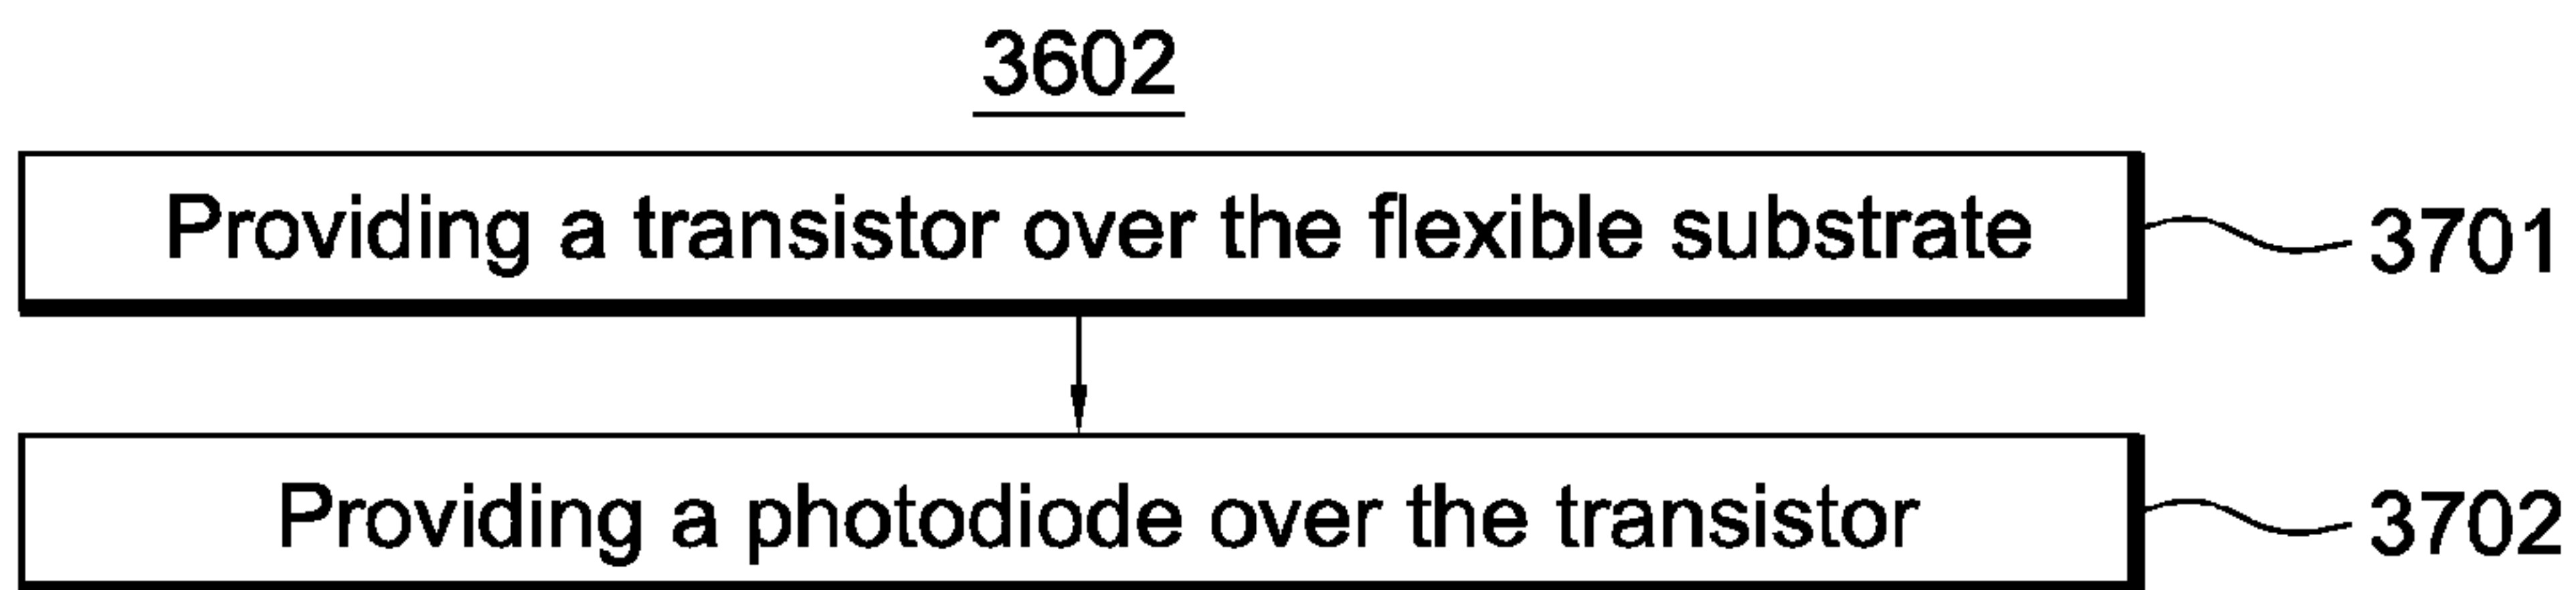 3602
Providing a transistor over the flexible substrate
3701
Providing a photodiode over the transistor
3702